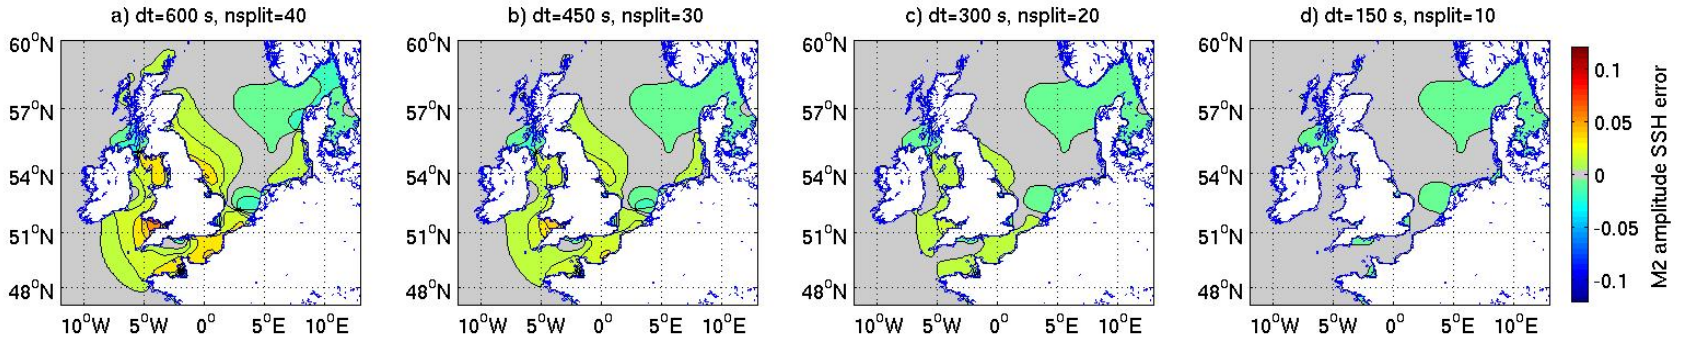 a) dt=600 s, nsplit=40
b) dt=450 s, nsplit=30
c) dt=300 s, nsplit=20
d) dt=150 s, nsplit=10
60°N
57°N
54°N
51°N
48°N
10°W 5°W 0° 5°E 10°E
60°N
57°N
54°N
51°N
48°N
10°W 5°W 0° 5°E 10°E
60°N
57°N
54°N
51°N
48°N
10°W 5°W 0° 5°E 10°E
60°N
57°N
54°N
51°N
48°N
10°W 5°W 0° 5°E 10°E
0.1
0.05
0
-0.05
-0.1
M2 amplitude SSH error